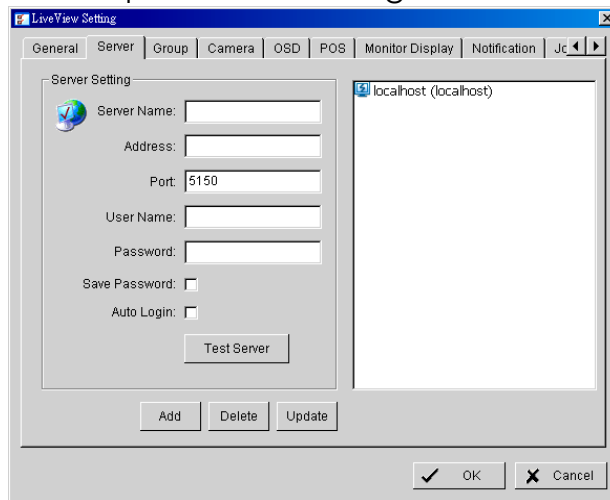 LiveView Setting
General Server Group Camera OSD POS Monitor Display Notification
Server Setting
localhost (localhost)
Server Name:
Address:
Port: 5150
User Name:
Password:
Save Password:
Auto Login:
Test Server
Add Delete Update
OK Cancel